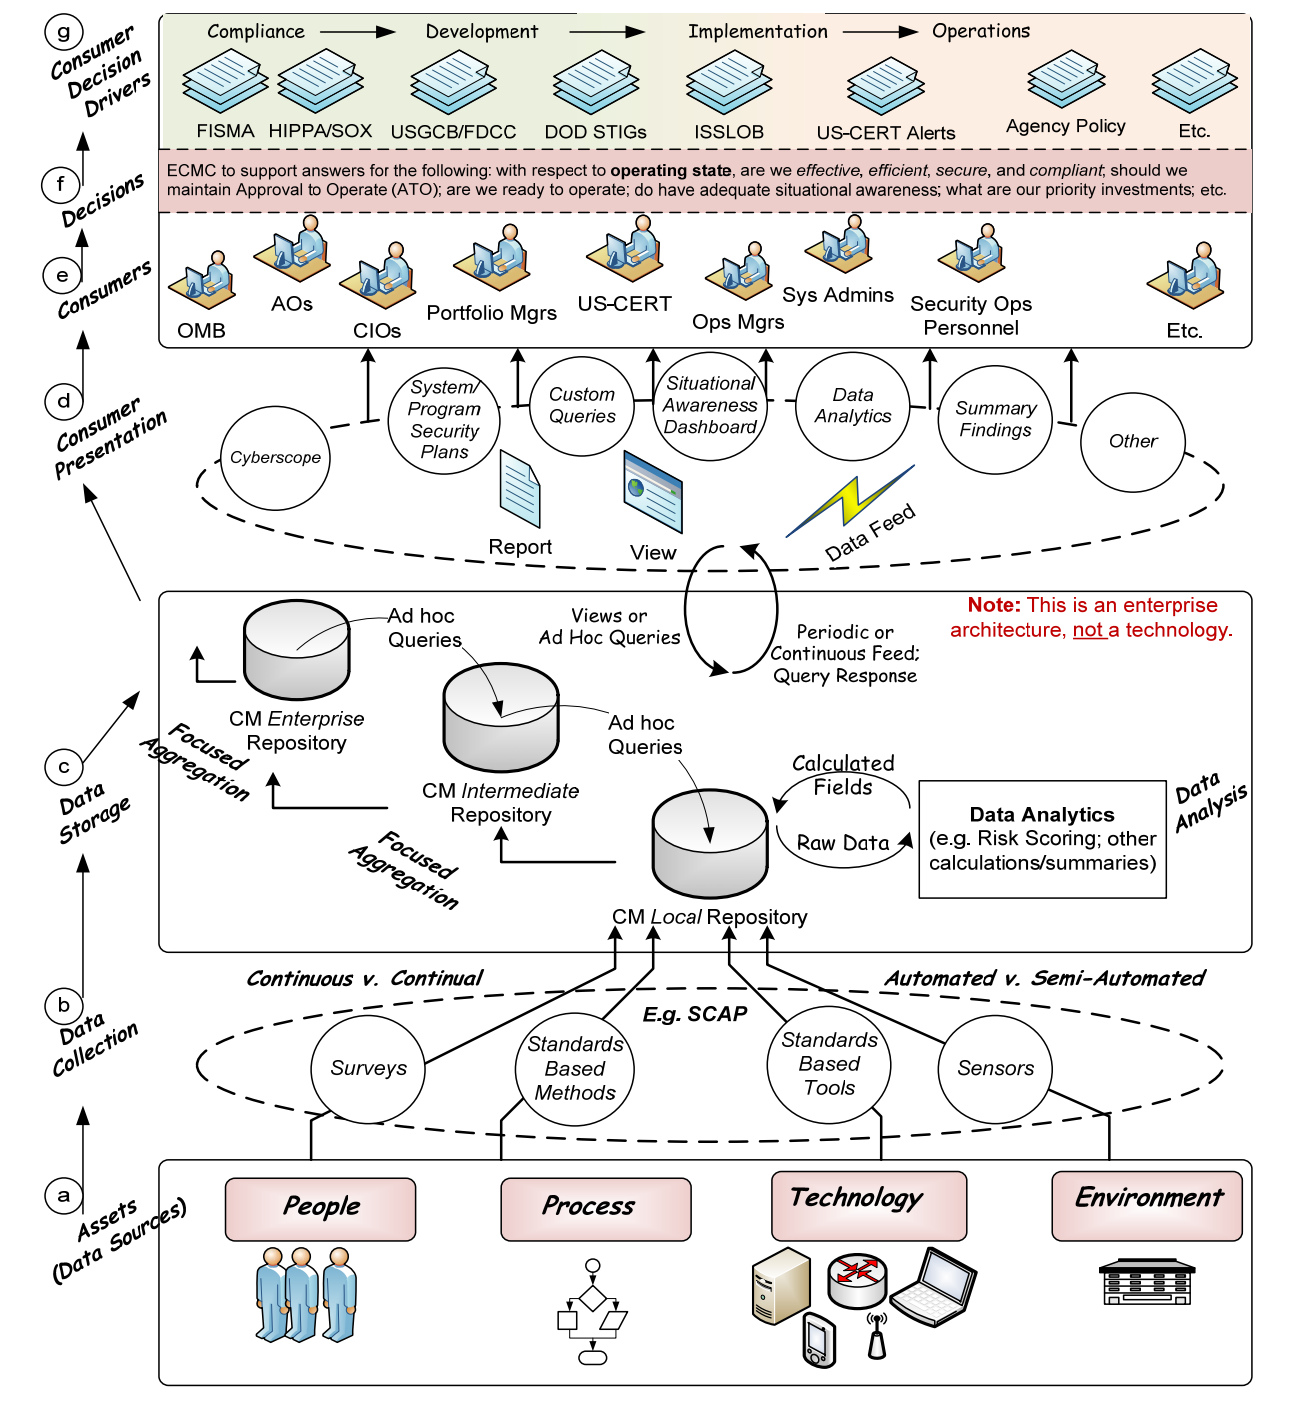 g
Consumer
Decision
Drivers
Compliance
Development
Implementation
Operations
FISMA
HIPPA/SOX
USGCB/FDCC
DOD STIGs
ISSLOB
US-CERT Alerts
Agency Policy
Etc.
f
Decisions
ECMC to support answers for the following: with respect to operating state, are we effective, efficient, secure, and compliant; should we
maintain Approval to Operate (ATO); are we ready to operate; do have adequate situational awareness; what are our priority investments; etc.
e
Consumers
OMB
AOs
CIOs
Portfolio Mgrs
US-CERT
Ops Mgrs
Sys Admins
Security Ops
Personnel
Etc.
d
Consumer
Presentation
Cyberscope
System/
Program
Security
Plans
Custom
Queries
Situational
Awareness
Dashboard
Data
Analytics
Summary
Findings
Other
Report
View
Data Feed
Ad hoc
Queries
Views or
Ad Hoc Queries
Periodic or
Continuous Feed;
Query Response
Note: This is an enterprise
architecture, not a technology.
CM Enterprise
Repository
Focused
Aggregation
c
Data
Storage
Ad hoc
Queries
CM Intermediate
Repository
Focused
Aggregation
Calculated
Fields
Raw Data
Data Analytics
(e.g. Risk Scoring; other
calculations/summaries)
Data
Analysis
CM Local Repository
b
Data
Collection
Continuous v. Continual
Automated v. Semi-Automated
E.g. SCAP
Surveys
Standards
Based
Methods
Standards
Based
Tools
Sensors
a
Assets
(Data Sources)
People
Process
Technology
Environment